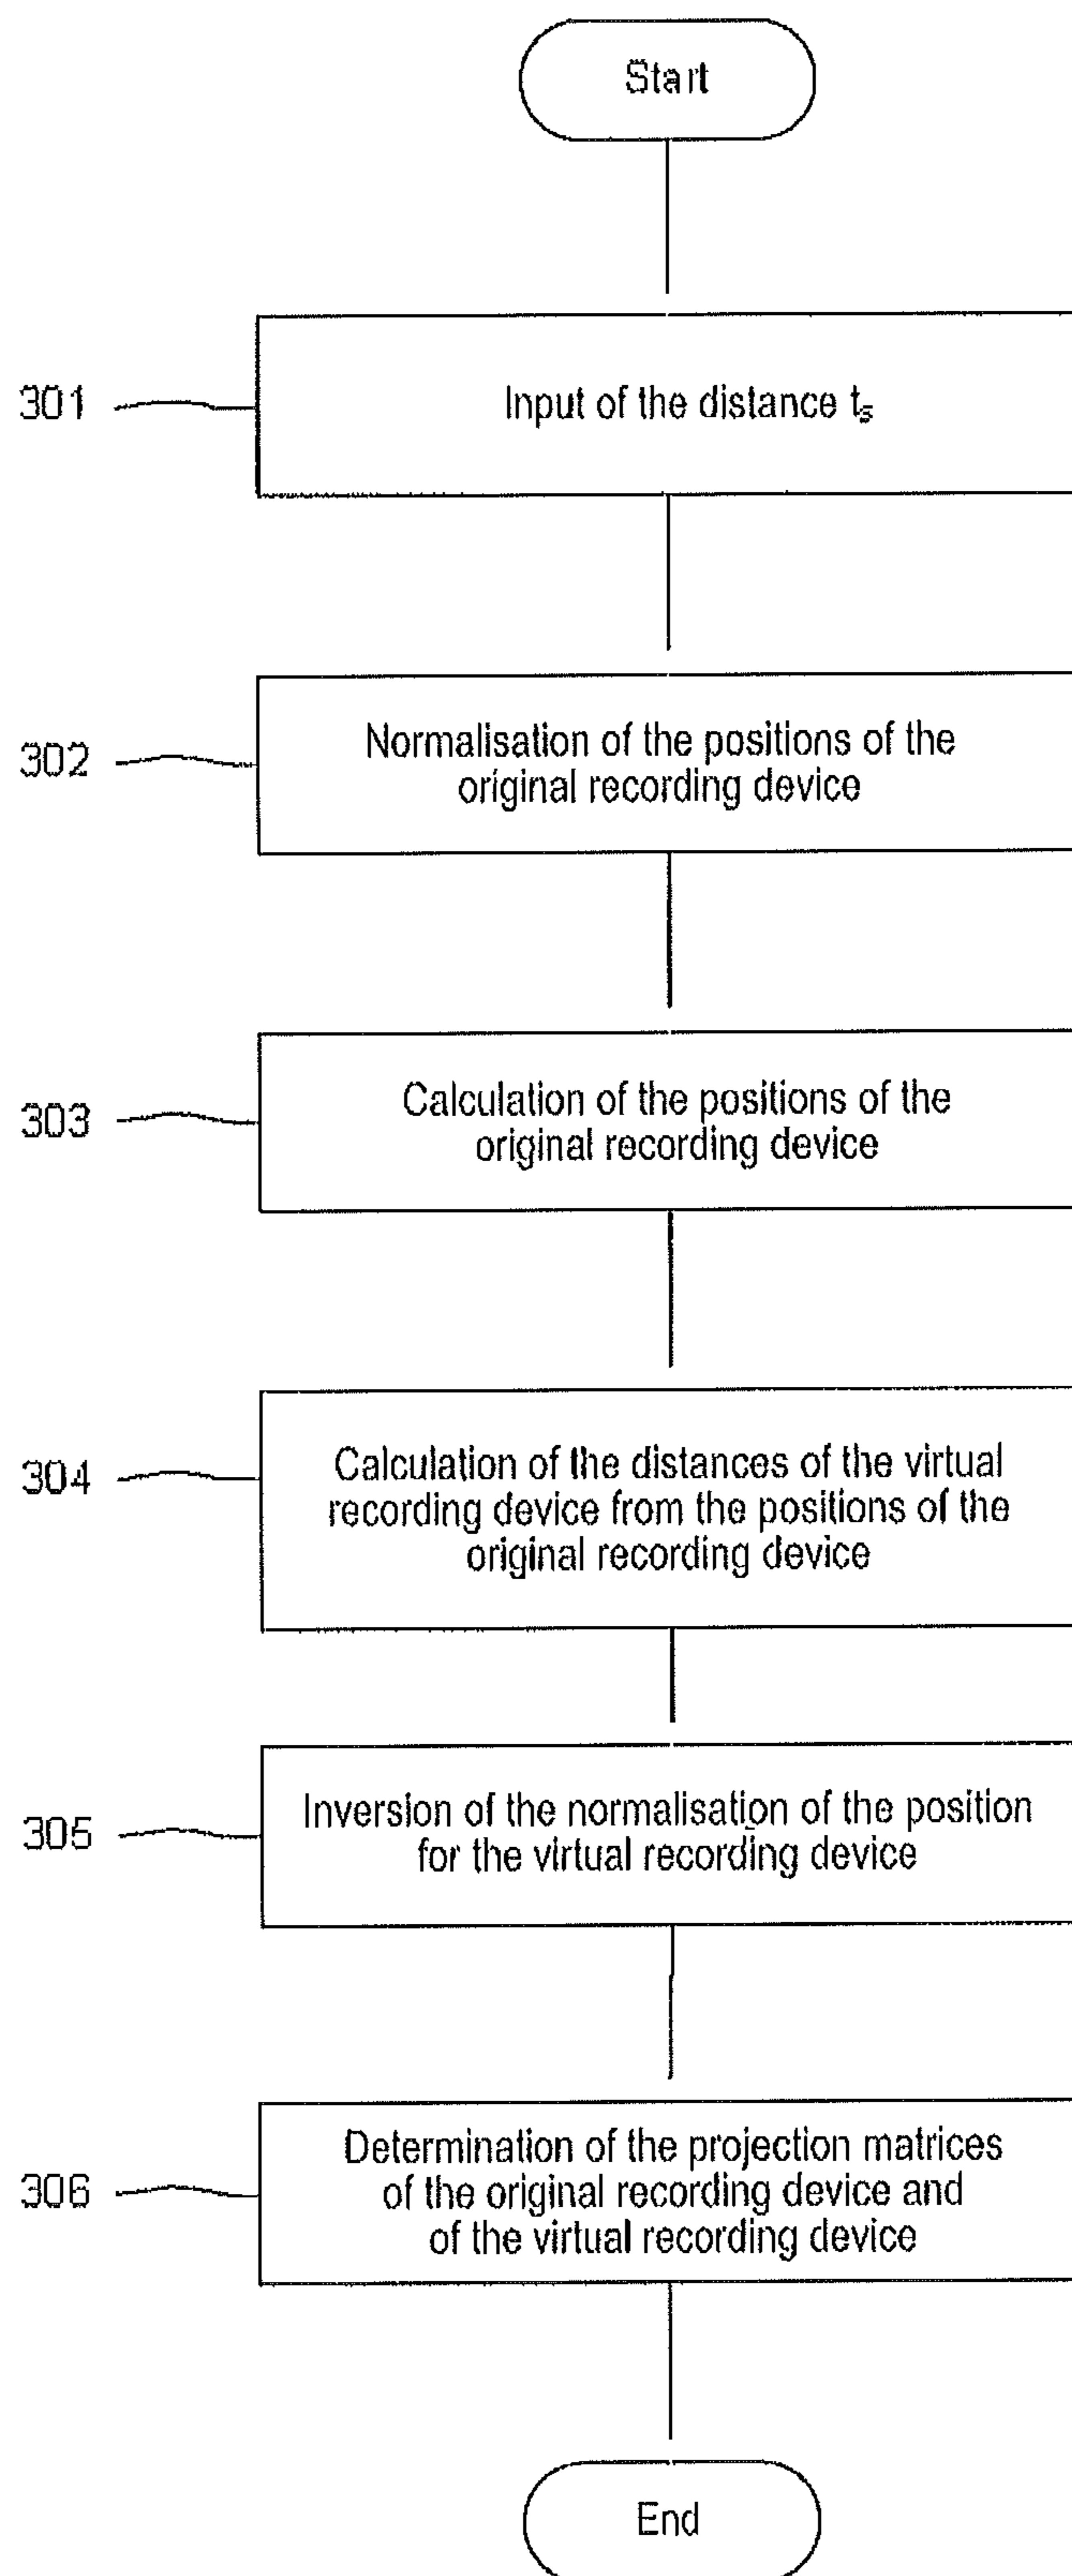 Start
301
Input of the distance ts
302
Normalisation of the positions of the
original recording device
303
Calculation of the positions of the
original recording device
304
Calculation of the distances of the virtual
recording device from the positions of the
original recording device
305
Inversion of the normalisation of the position
for the virtual recording device
306
Determination of the projection matrices
of the original recording device and
of the virtual recording device
End